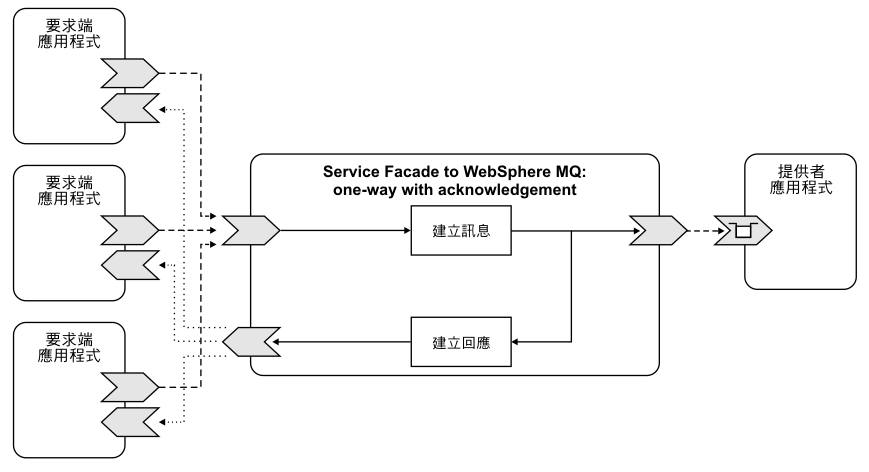 要求端
應用程式
要求端
應用程式
要求端
應用程式
Service Facade to WebSphere MQ:
one-way with acknowledgement
建立訊息
建立回應
提供者
應用程式